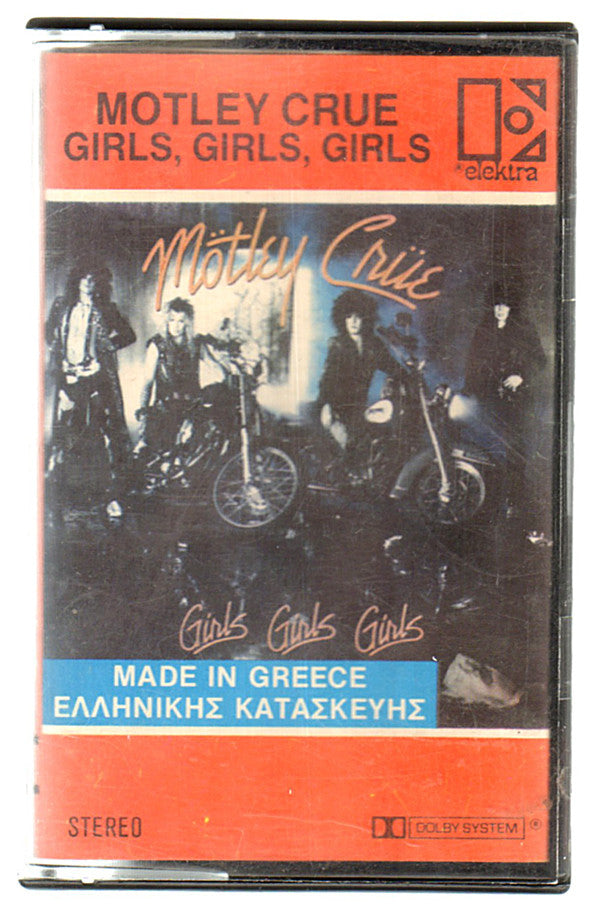 MOTLEY CRUE
GIRLS, GIRLS, GIRLS
elektra
Mötley Crüe
Girls Girls Girls
MADE IN GREECE
ΕΛΛΗΝΙΚΗΣ ΚΑΤΑΣΚΕΥΗΣ
STEREO
DOLBY SYSTEM ®